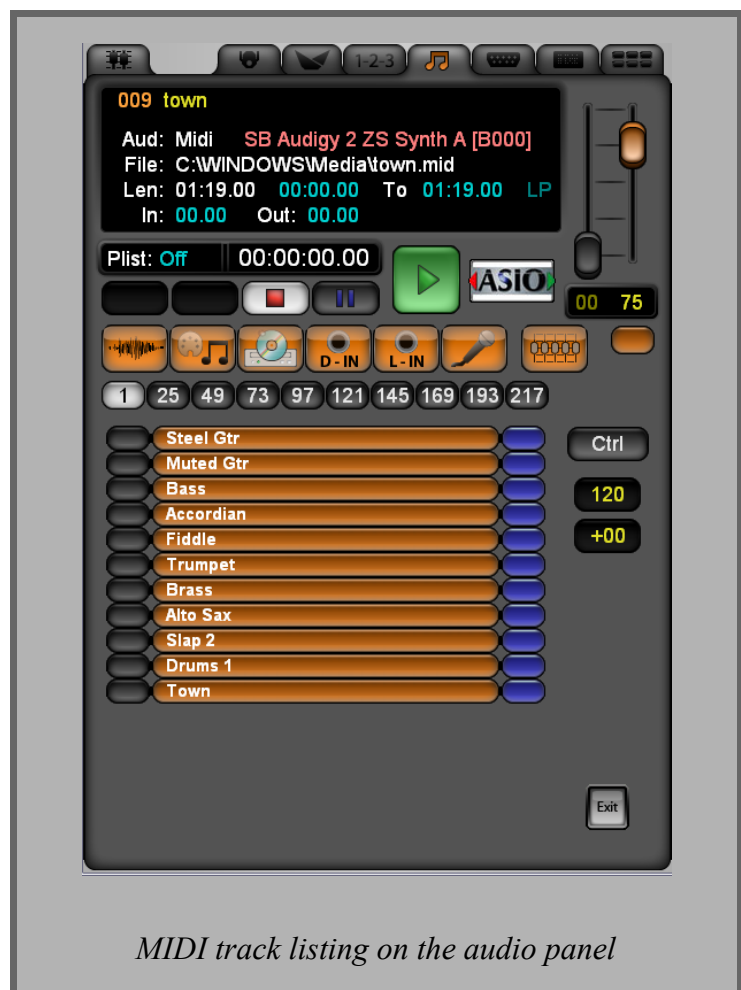 1-2-3
009 town
Aud: Midi SB Audigy 2 ZS Synth A [B000]
File: C:\WINDOWS\Media\town.mid
Len: 01:19.00 00:00.00 To 01:19.00 LP
In: 00.00 Out: 00.00
Plist: Off 00:00:00.00
ASIO
00 75
D - IN L - IN
1 25 49 73 97 121 145 169 193 217
Steel Gtr
Ctrl
Muted Gtr
Bass
120
Accordian
Fiddle
+00
Trumpet
Brass
Alto Sax
Slap 2
Drums 1
Town
Exit
MIDI track listing on the audio panel